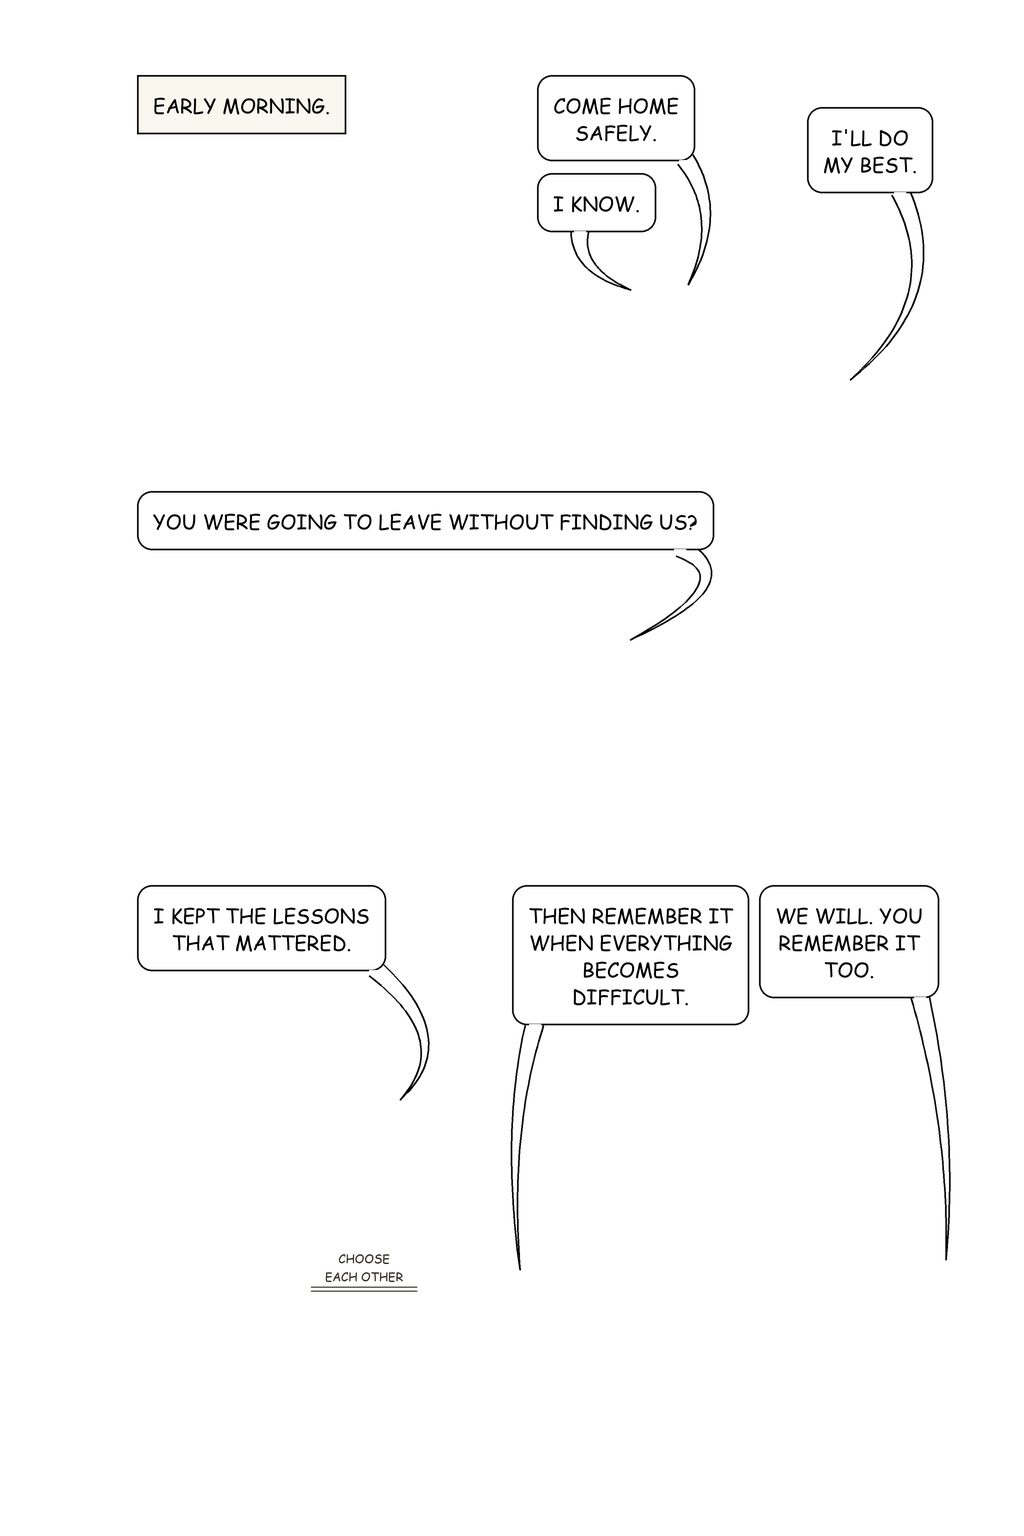 EARLY MORNING.
COME HOME
SAFELY.
I KNOW.
I'LL DO
MY BEST.
YOU WERE GOING TO LEAVE WITHOUT FINDING US?
I KEPT THE LESSONS
THAT MATTERED.
THEN REMEMBER IT
WHEN EVERYTHING
BECOMES
DIFFICULT.
WE WILL. YOU
REMEMBER IT
TOO.
CHOOSE
EACH OTHER